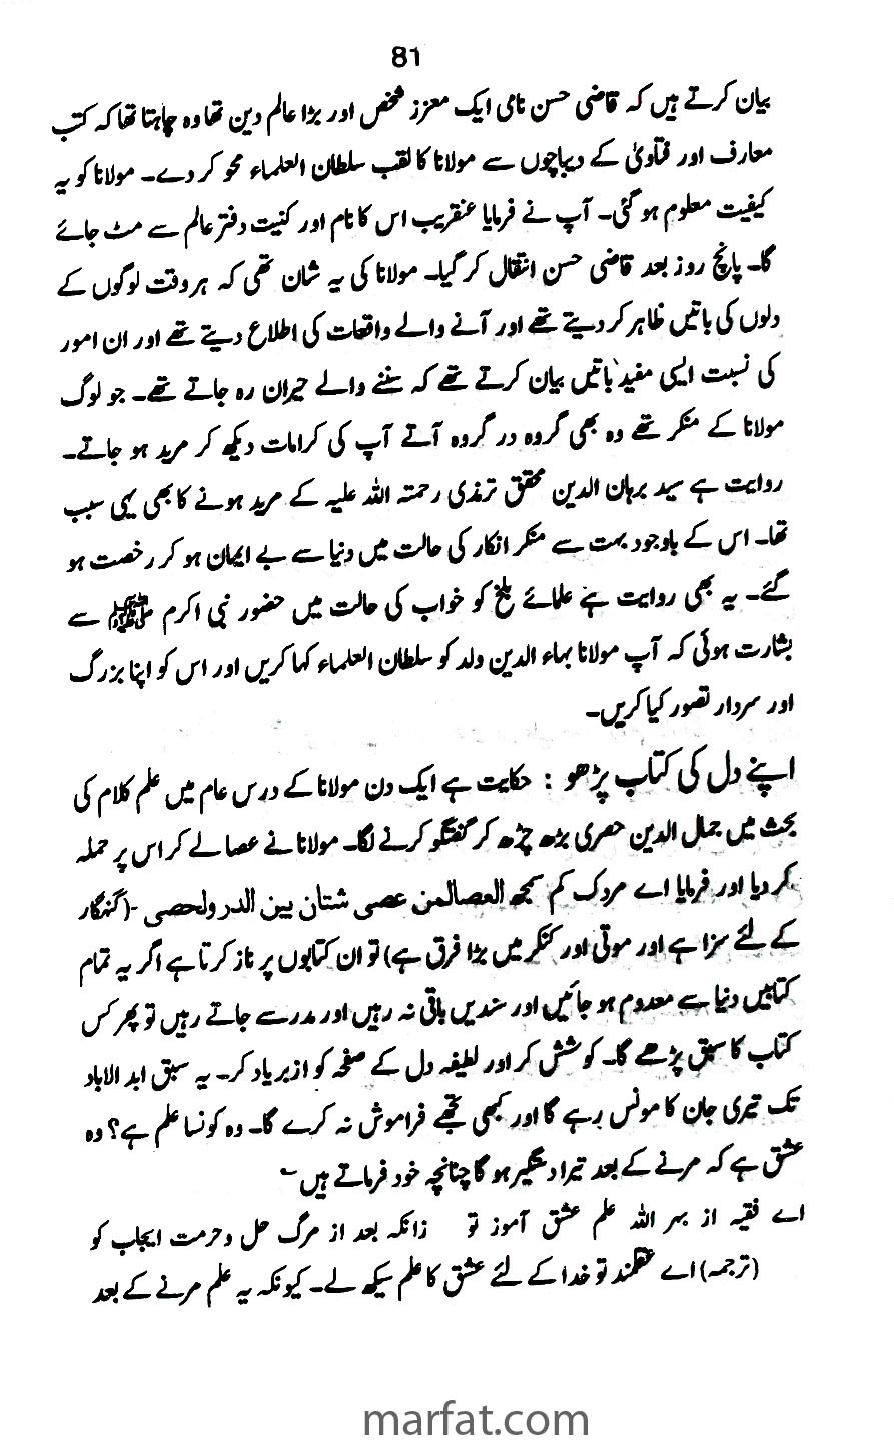 81
بیان کرتے ہیں کہ قاضی حسن نامی ایک معزز شخص اور بڑا عالم دین تھا وہ چاہتا تھا کہ کتب
معارف اور فتاویٰ کے دیباچوں سے مولانا کا لقب سلطان العلماء محو کر دے۔ مولانا کو یہ
کیفیت معلوم ہو گئی۔ آپ نے فرمایا عنقریب اس کا نام اور کنیت دفتر عالم سے مٹ جائے
گا۔ پانچ روز بعد قاضی حسن انتقال کر گیا۔ مولانا کی یہ شان تھی کہ ہر وقت لوگوں کے
دلوں کی باتیں ظاہر کر دیتے تھے اور آنے والے واقعات کی اطلاع دیتے تھے اور ان امور
کی نسبت ایسی مفید باتیں بیان کرتے تھے کہ سننے والے حیران رہ جاتے تھے۔ جو لوگ
مولانا کے منکر تھے وہ بھی گروہ در گروہ آتے آپ کی کرامات دیکھ کر مرید ہو جاتے۔
روایت ہے سید برہان الدین محقق ترمذی رحمتہ اللہ علیہ کے مرید ہونے کا بھی یہی سبب
تھا۔ اس کے باوجود بہت سے منکر انکار کی حالت میں دنیا سے بے ایمان ہو کر رخصت ہو
گئے۔ یہ بھی روایت ہے علمائے بلخ کو خواب کی حالت میں حضور نبی اکرم ﷺ سے
بشارت ہوئی کہ آپ مولانا بہاء الدین ولد کو سلطان العلماء کہا کریں اور اس کو اپنا بزرگ
اور سردار تصور کیا کریں۔
اپنے دل کی کتاب پڑھو : حکایت ہے ایک دن مولانا کے درس عام میں علم کلام کی
بحث میں جمال الدین حصری بڑھ چڑھ کر گفتگو کرنے لگا۔ مولانا نے عصا لے کر اس پر حملہ
کر دیا اور فرمایا اے مردک کم سمجھ العصا لمن عصی شتان بین الدر ولحصی -(گنہگار
کے لئے سزا ہے اور موتی اور کنکر میں بڑا فرق ہے) تو ان کتابوں پر ناز کرتا ہے اگر یہ تمام
کتابیں دنیا سے معدوم ہو جائیں اور سندیں باقی نہ رہیں اور مدرسے جاتے رہیں تو پھر کس
کتاب کا سبق پڑھے گا۔ کوشش کر اور لطیفہ دل کے صفحہ کو ازبر یاد کر۔ یہ سبق ابد الاباد
تک تیری جان کا مونس رہے گا اور کبھی تجھے فراموش نہ کرے گا۔ وہ کونسا علم ہے؟ وہ
عشق ہے کہ مرنے کے بعد تیرا دستگیر ہو گا چنانچہ خود فرماتے ہیں ؎
اے فقیہ از بہر اللہ علم عشق آموز تو زانکہ بعد از مرگ حل و حرمت ایجاب کو
(ترجمہ) اے عقلمند تو خدا کے لئے عشق کا علم سیکھ لے۔ کیونکہ یہ علم مرنے کے بعد
marfat.com